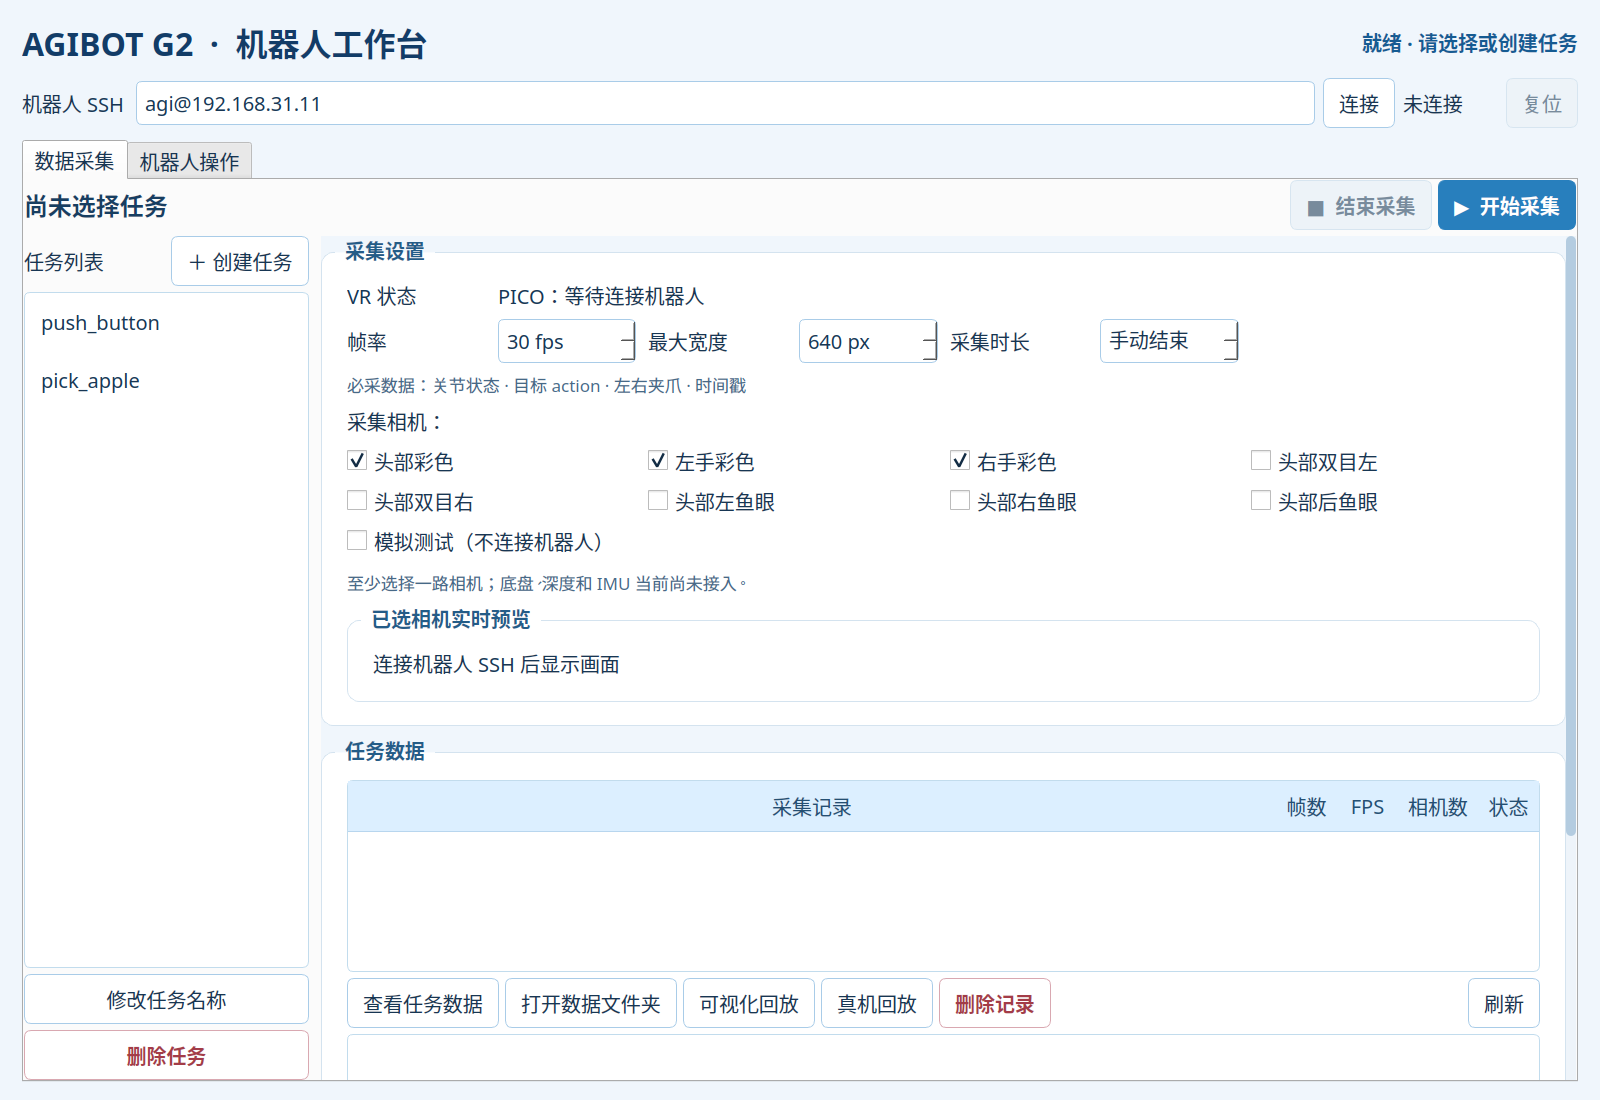 AGIBOT G2 · 机器人工作台
就绪 · 请选择或创建任务
机器人 SSH agi@192.168.31.11 连接 未连接 复位
数据采集 机器人操作
尚未选择任务 ■ 结束采集 ▶ 开始采集
任务列表 ＋ 创建任务
push_button
pick_apple
修改任务名称
删除任务
采集设置
VR 状态 PICO：等待连接机器人
帧率 30 fps 最大宽度 640 px 采集时长 手动结束
必采数据：关节状态 · 目标 action · 左右夹爪 · 时间戳
采集相机：
头部彩色 左手彩色 右手彩色 头部双目左
头部双目右 头部左鱼眼 头部右鱼眼 头部后鱼眼
模拟测试（不连接机器人）
至少选择一路相机；底盘、深度和 IMU 当前尚未接入。
已选相机实时预览
连接机器人 SSH 后显示画面
任务数据
采集记录 帧数 FPS 相机数 状态
查看任务数据 打开数据文件夹 可视化回放 真机回放 删除记录 刷新